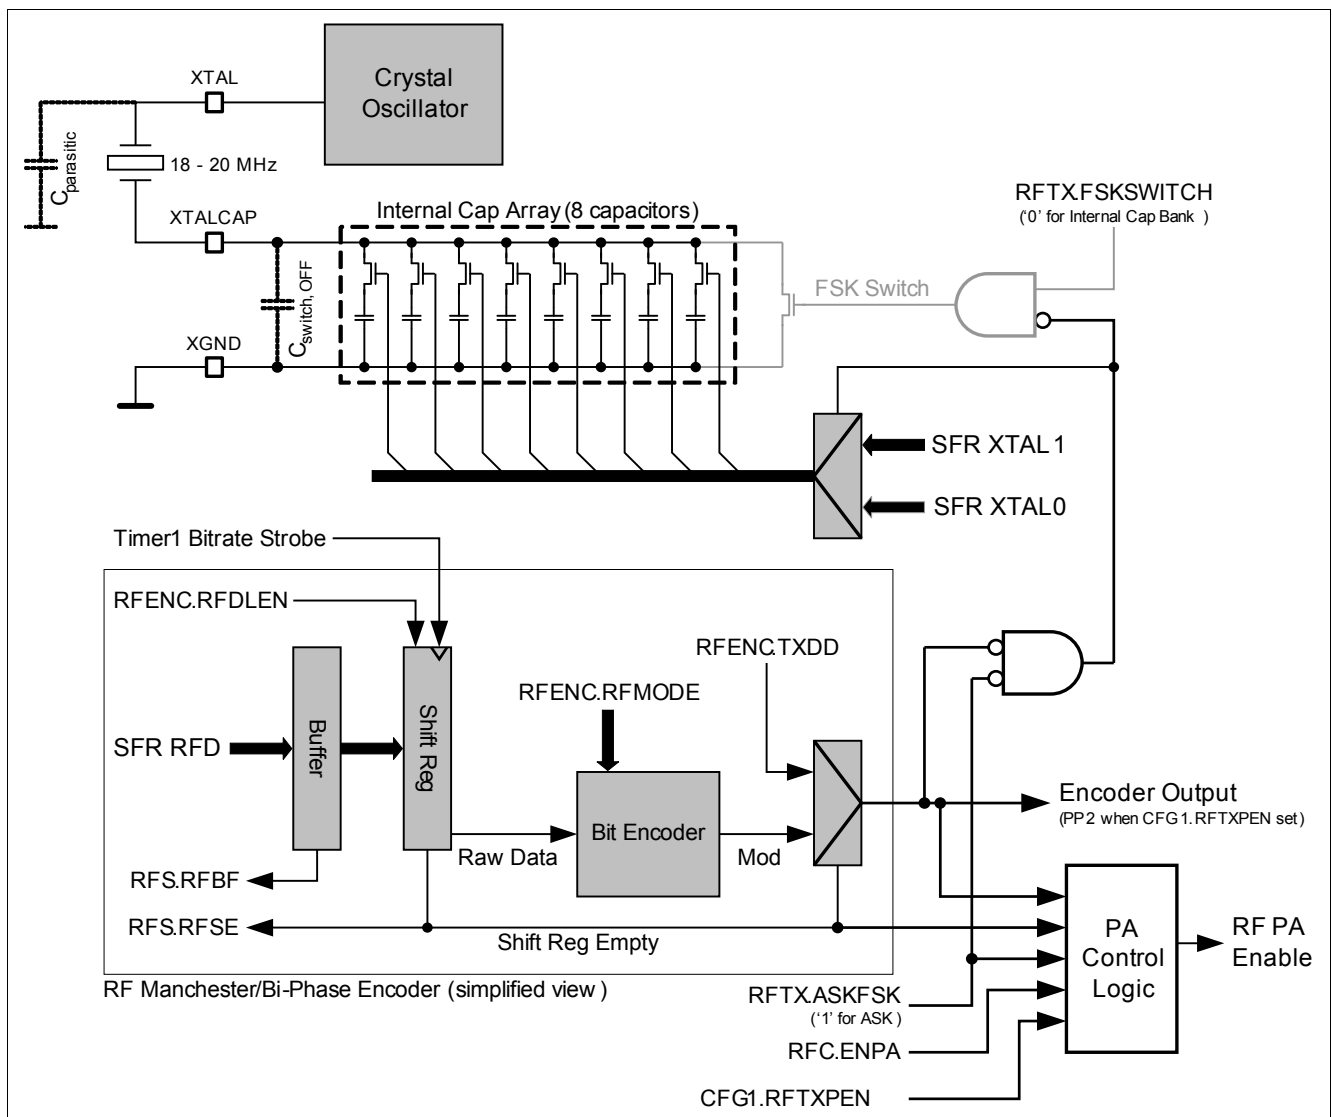 XTAL
Crystal
Oscillator
Cparasitic
18 - 20 MHz
XTALCAP
Internal Cap Array (8 capacitors)
RFTX.FSKSWITCH
('0' for Internal Cap Bank )
Cswitch, OFF
FSK Switch
XGND
SFR XTAL1
SFR XTAL0
Timer1 Bitrate Strobe
RFENC.RFDLEN
RFENC.TXDD
RFENC.RFMODE
SFR RFD
Buffer
Shift Reg
Bit Encoder
Raw Data
Mod
Encoder Output
(PP2 when CFG1.RFTXPEN set)
RFS.RFBF
RFS.RFSE
Shift Reg Empty
PA
Control
Logic
RF PA
Enable
RF Manchester/Bi-Phase Encoder (simplified view )
RFTX.ASKFSK
('1' for ASK )
RFC.ENPA
CFG1.RFTXPEN